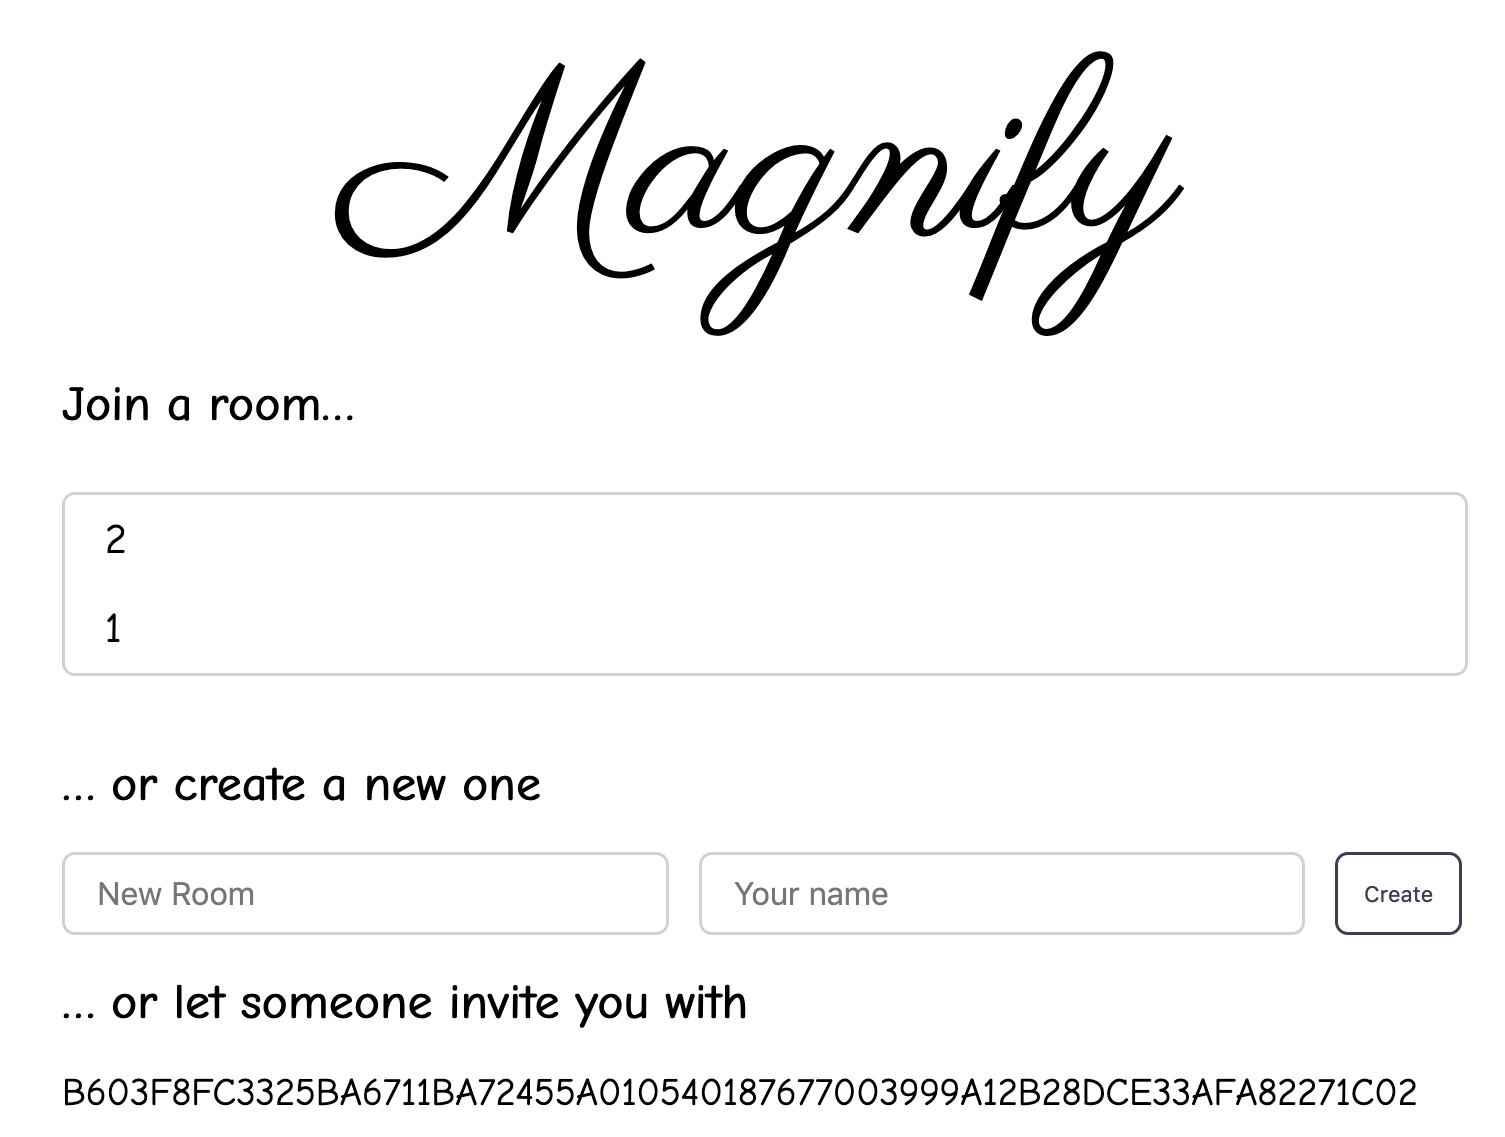 Magnify
Join a room...
2
1
... or create a new one
New Room Your name Create
... or let someone invite you with
B603F8FC3325BA6711BA72455A010540187677003999A12B28DCE33AFA82271C02